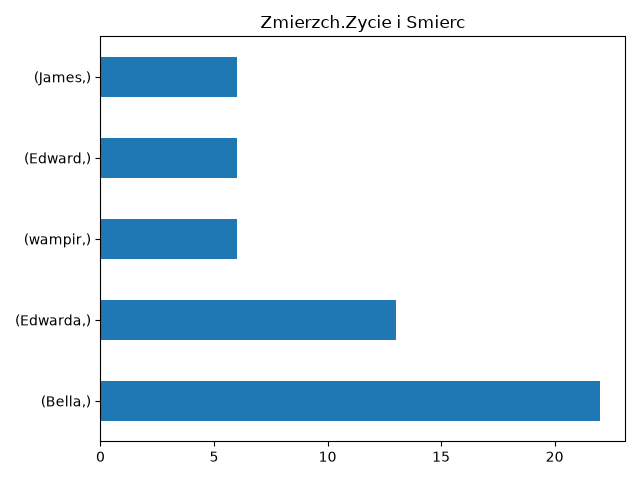 Zmierzch.Zycie i Smierc
(James,)
(Edward,)
(wampir,)
(Edwarda,)
(Bella,)
0 5 10 15 20